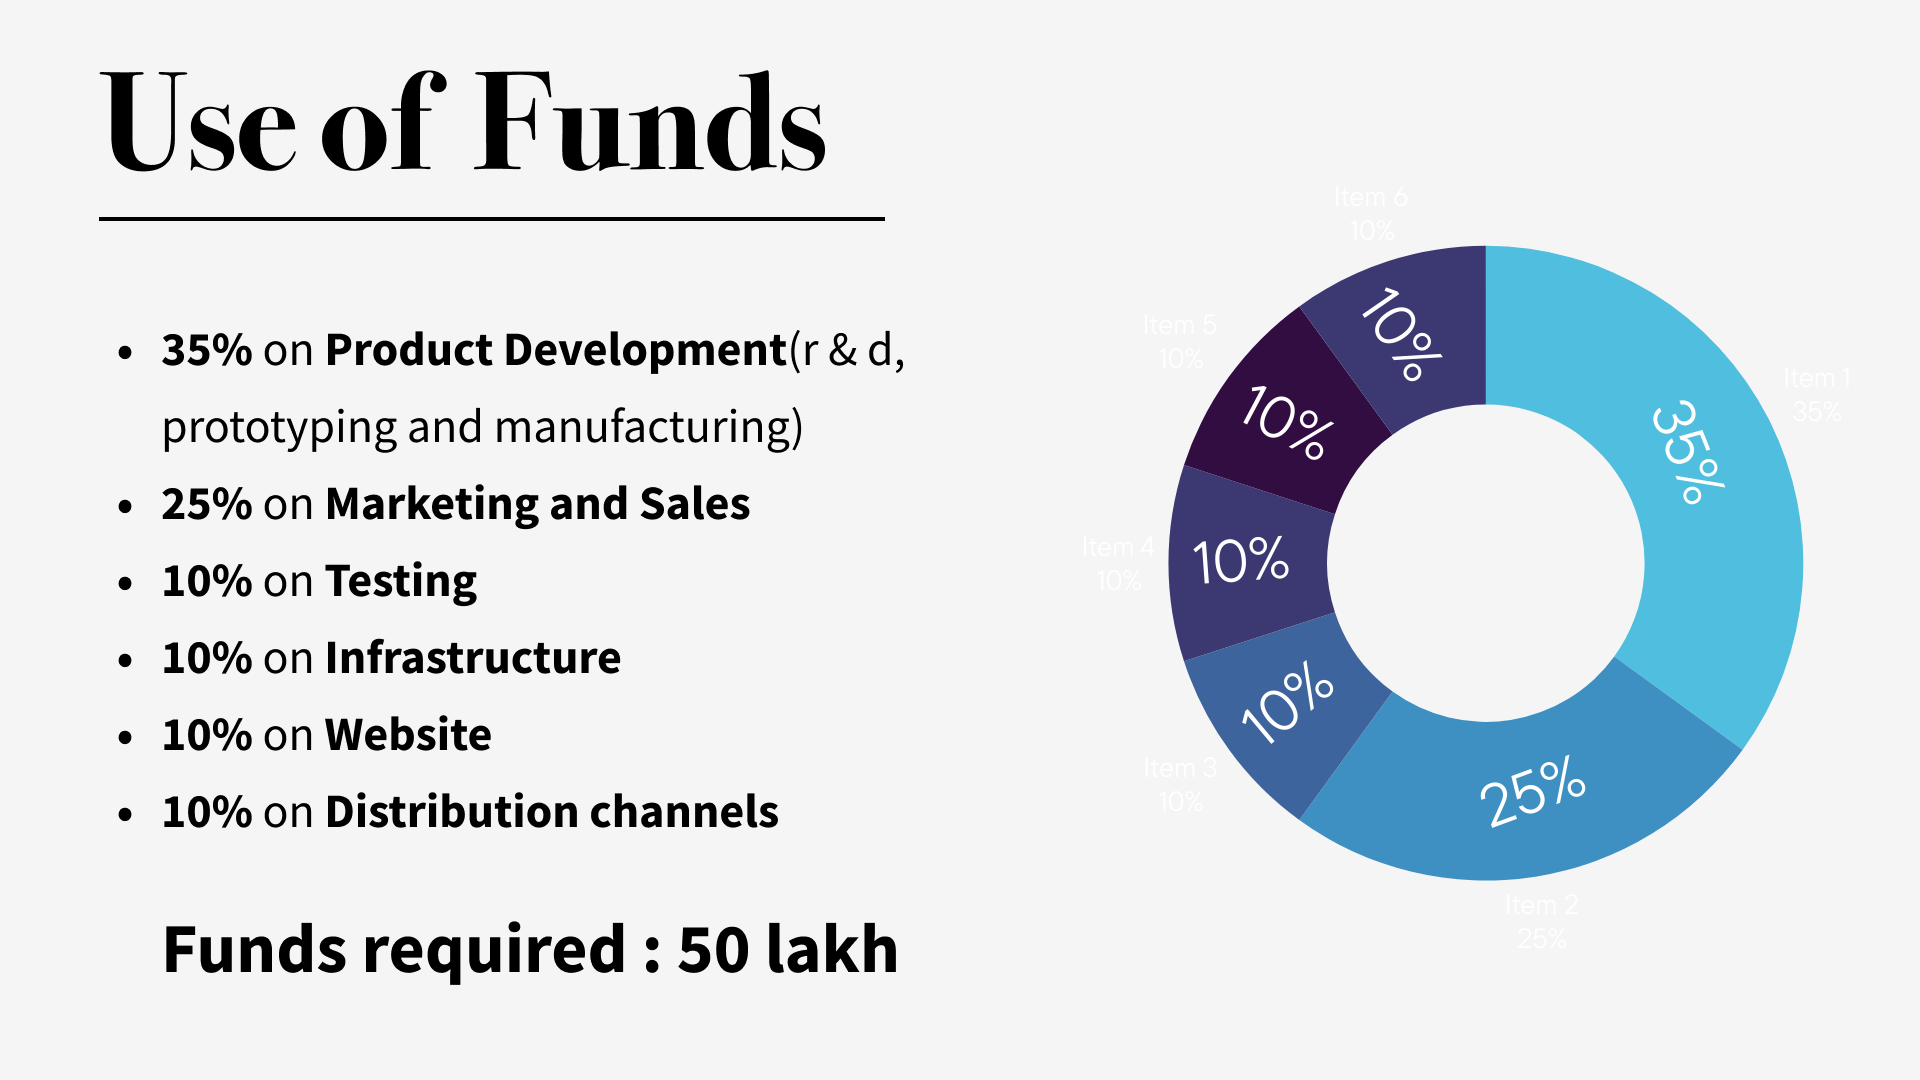 Use of Funds
• 35% on Product Development(r & d,
prototyping and manufacturing)
• 25% on Marketing and Sales
• 10% on Testing
• 10% on Infrastructure
• 10% on Website
• 10% on Distribution channels
Funds required : 50 lakh
Item 6
10%
10%
Item 5
10%
10%
Item 1
35%
35%
Item 4
10%
10%
Item 3
10%
10%
25%
Item 2
25%